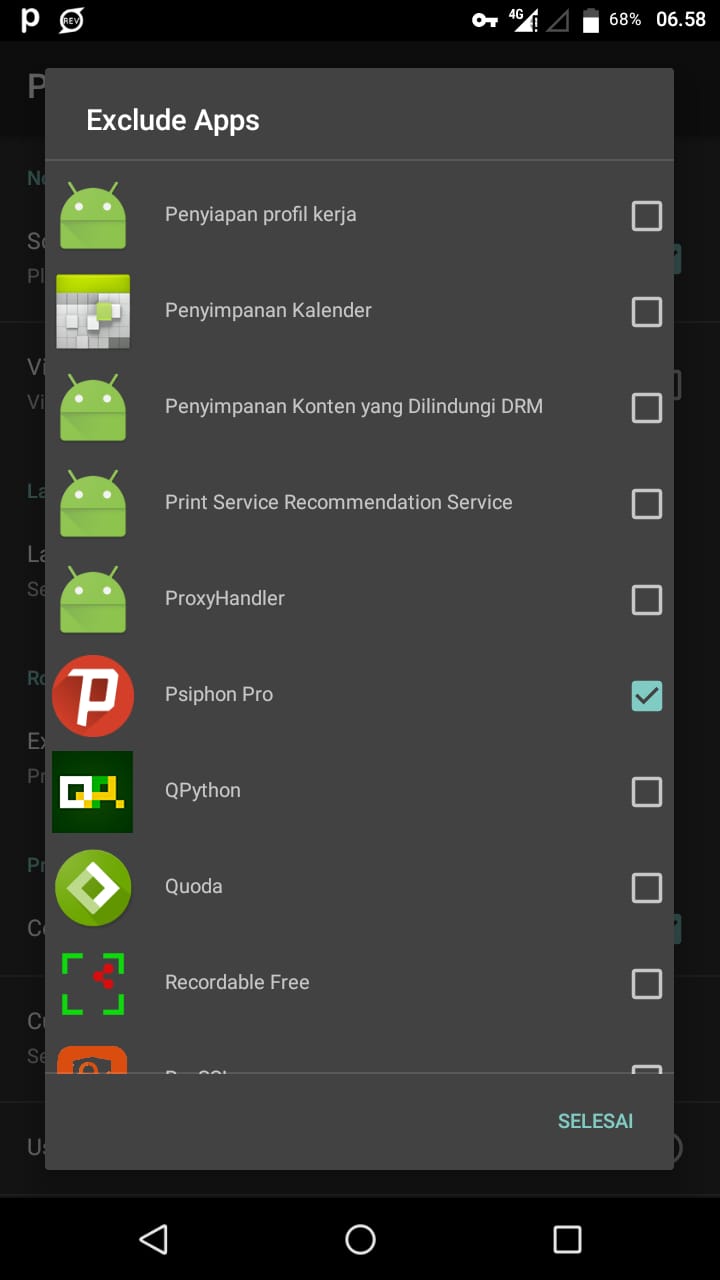 REV
4G
68%
06.58
Exclude Apps
Penyiapan profil kerja
Penyimpanan Kalender
Penyimpanan Konten yang Dilindungi DRM
Print Service Recommendation Service
ProxyHandler
Psiphon Pro
QPython
Quoda
Recordable Free
SELESAI